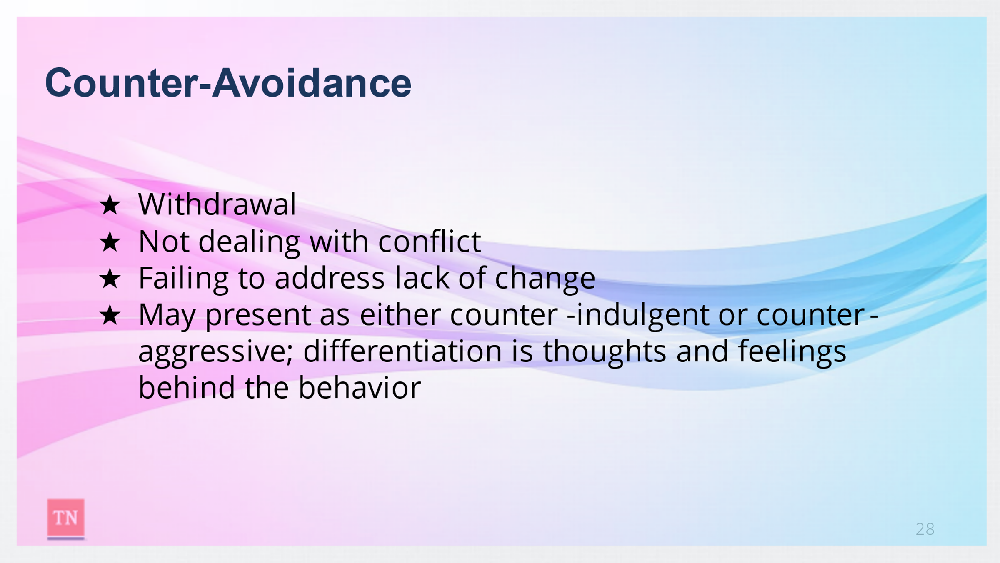 Counter-Avoidance
★ Withdrawal
★ Not dealing with conflict
★ Failing to address lack of change
★ May present as either counter -indulgent or counter -
aggressive; differentiation is thoughts and feelings
behind the behavior
TN
28